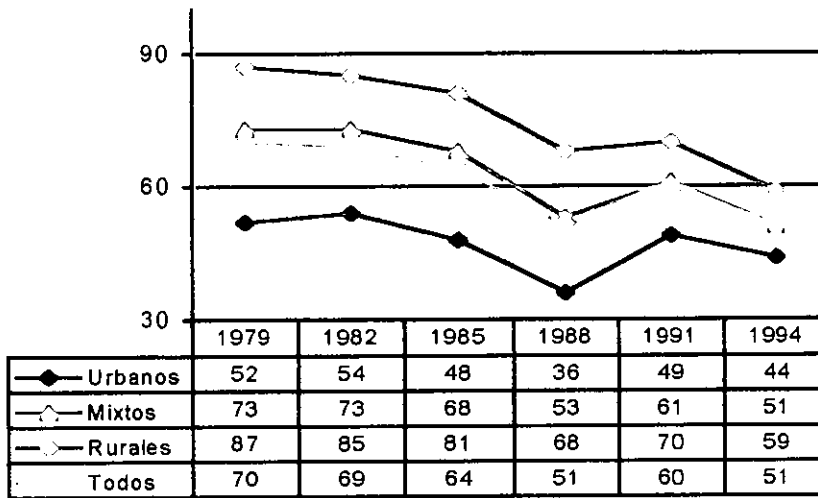 90
60
30
1979 1982 1985 1988 1991 1994
Urbanos 52 54 48 36 49 44
Mixtos 73 73 68 53 61 51
Rurales 87 85 81 68 70 59
Todos 70 69 64 51 60 51